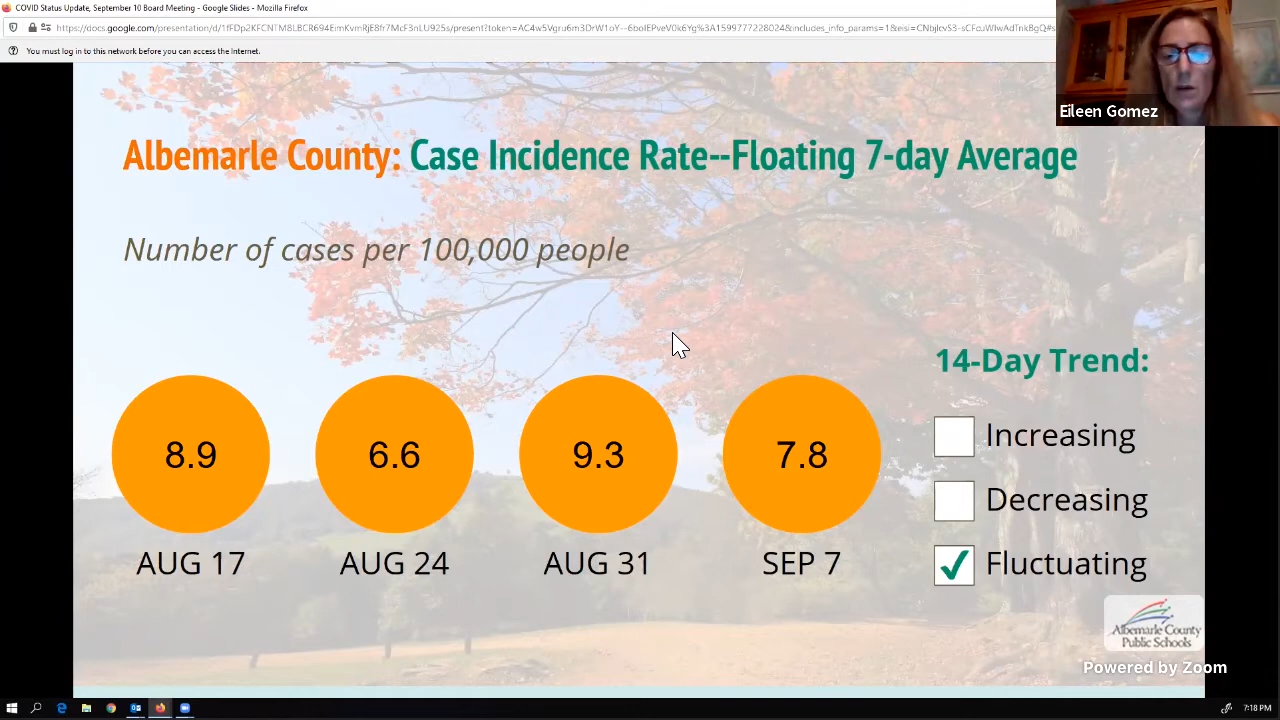 COVID Status Update, September 10 Board Meeting - Google Slides - Mozilla Firefox
You must log in to this network before you can access the Internet.
Eileen Gomez
Albemarle County: Case Incidence Rate--Floating 7-day Average
Number of cases per 100,000 people
14-Day Trend:
Increasing
8.9 6.6 9.3 7.8
Decreasing
AUG 17 AUG 24 AUG 31 SEP 7
Fluctuating
Albemarle County
Public Schools
Powered by Zoom
7:18 PM